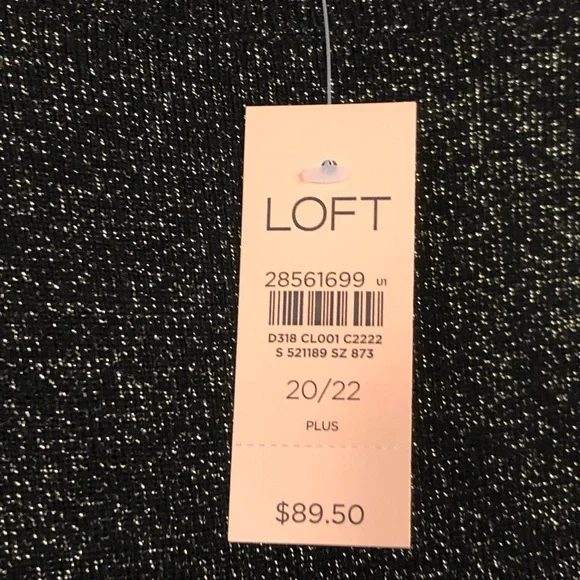 LOFT
28561699 U1
D318 CL001 C2222
S 521189 SZ 873
20/22
PLUS
$89.50